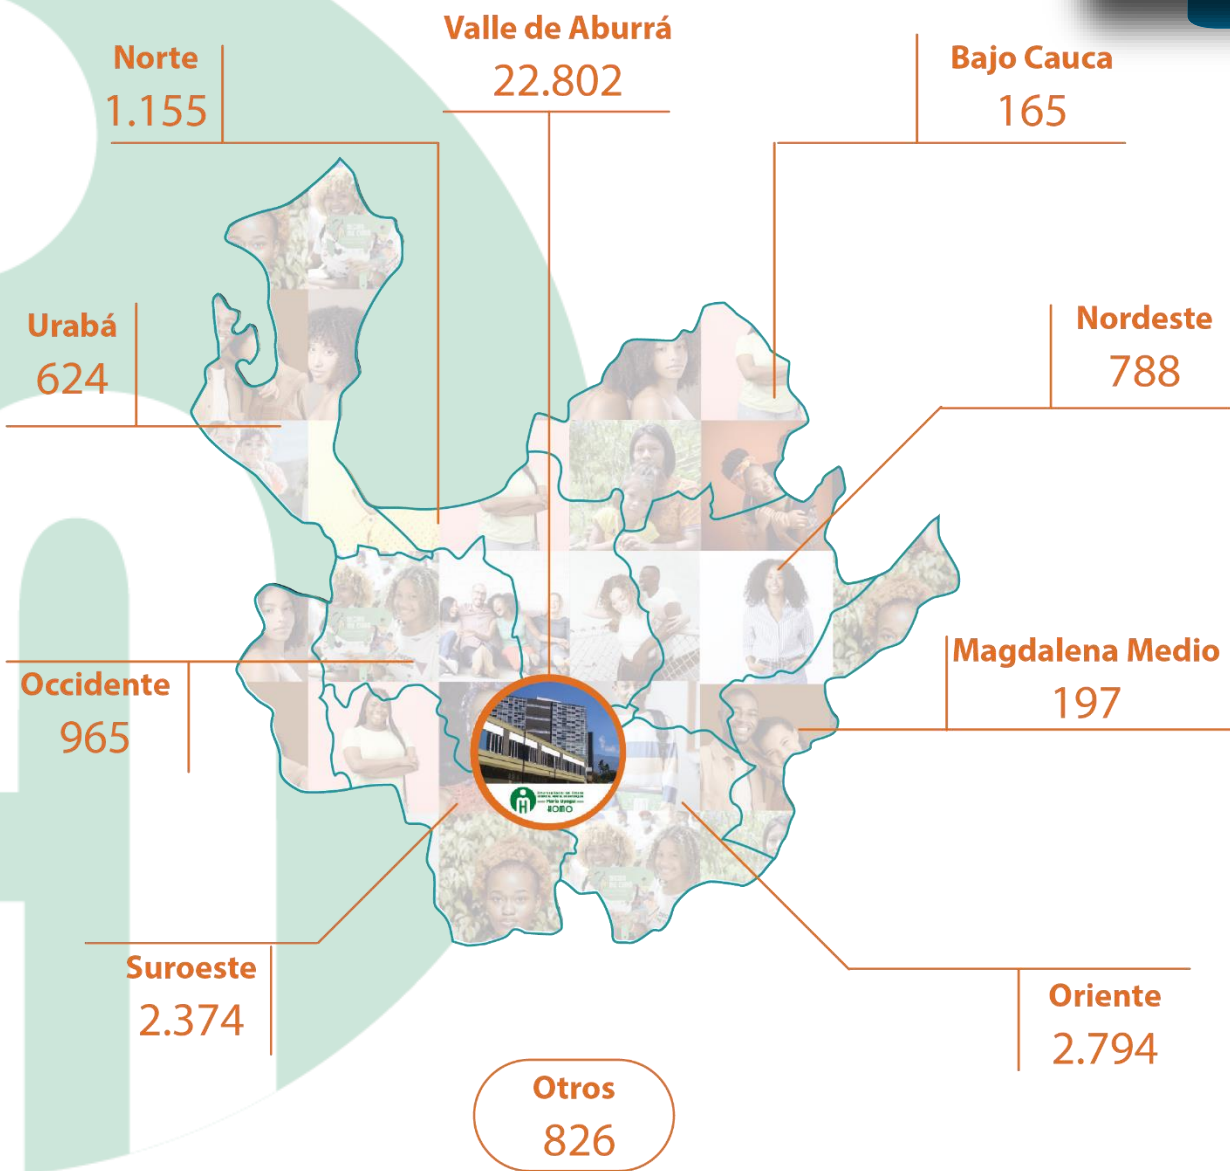 Valle de Aburrá
22.802
Norte
1.155
Bajo Cauca
165
Urabá
624
Nordeste
788
Occidente
965
Magdalena Medio
197
Suroeste
2.374
Oriente
2.794
Otros
826
HOMO